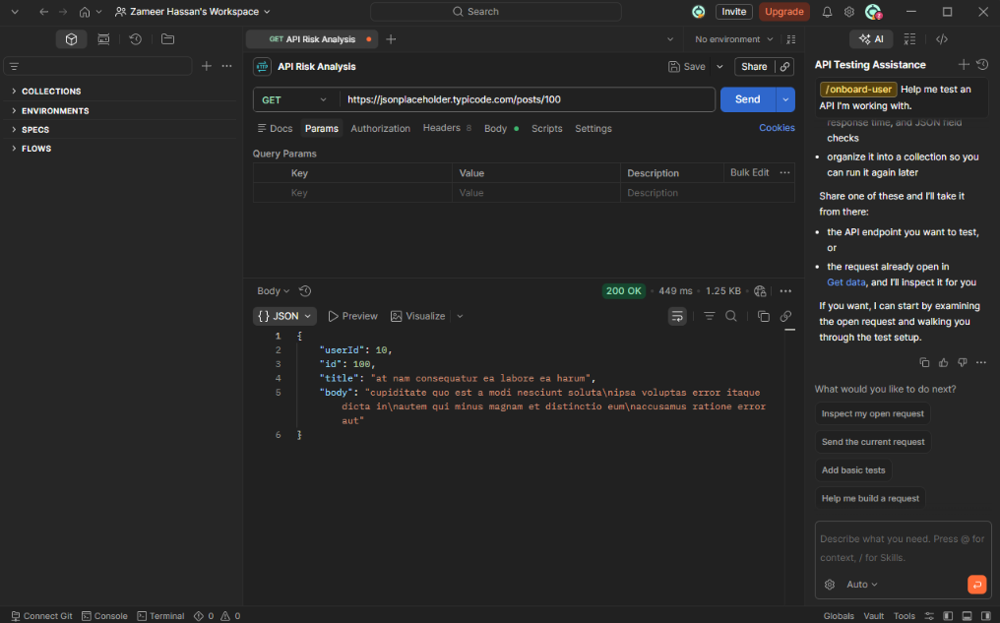 Zameer Hassan's Workspace
Search
Invite
Upgrade
GET API Risk Analysis
No environment
AI
COLLECTIONS
ENVIRONMENTS
SPECS
FLOWS
HTTP
API Risk Analysis
Save
Share
GET
https://jsonplaceholder.typicode.com/posts/100
Send
Docs
Params
Authorization
Headers 8
Body
Scripts
Settings
Cookies
Query Params
Key
Value
Description
Bulk Edit
Key
Value
Description
Body
200 OK
449 ms
1.25 KB
{} JSON
Preview
Visualize
1 {
2 "userId": 10,
3 "id": 100,
4 "title": "at nam consequatur ea labore ea harum",
5 "body": "cupiditate quo est a modi nesciunt soluta\nipsa voluptas error itaque
dicta in\nautem qui minus magnam et distinctio eum\naccusamus ratione error
aut"
6 }
API Testing Assistance
/onboard-user Help me test an
API I'm working with.
response time, and JSON field
checks
• organize it into a collection so you
can run it again later
Share one of these and I'll take it
from there:
• the API endpoint you want to test,
or
• the request already open in
Get data, and I'll inspect it for you
If you want, I can start by examining
the open request and walking you
through the test setup.
What would you like to do next?
Inspect my open request
Send the current request
Add basic tests
Help me build a request
Describe what you need. Press @ for
context, / for Skills.
Auto
Connect Git
Console
Terminal
0
0
Globals
Vault
Tools